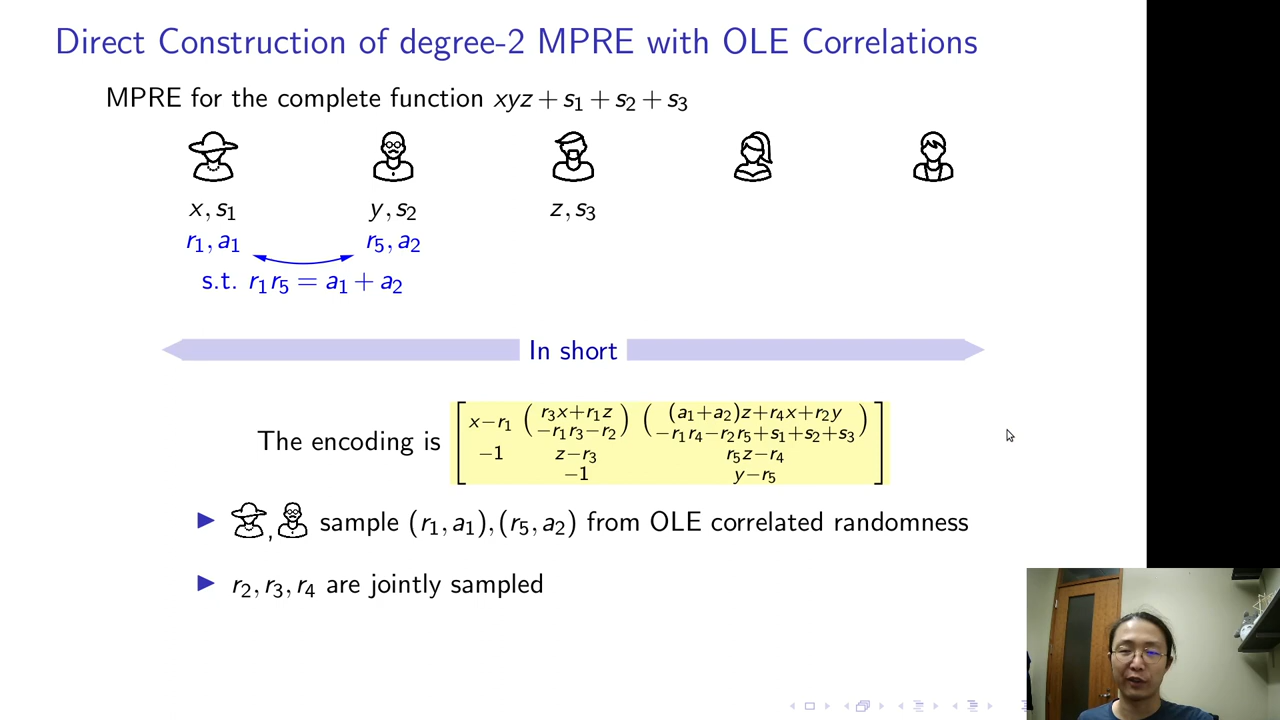 Direct Construction of degree-2 MPRE with OLE Correlations
MPRE for the complete function xyz + s₁ + s₂ + s₃
x, s₁ y, s₂ z, s₃
r₁, a₁ r₅, a₂
s.t. r₁r₅ = a₁ + a₂
In short
The encoding is
x−r₁ (r₃x+r₁z −r₁r₃−r₂) ((a₁+a₂)z+r₄x+r₂y −r₁r₄−r₂r₅+s₁+s₂+s₃)
−1 z−r₃ r₅z−r₄
−1 y−r₅
, sample (r₁, a₁), (r₅, a₂) from OLE correlated randomness
r₂, r₃, r₄ are jointly sampled